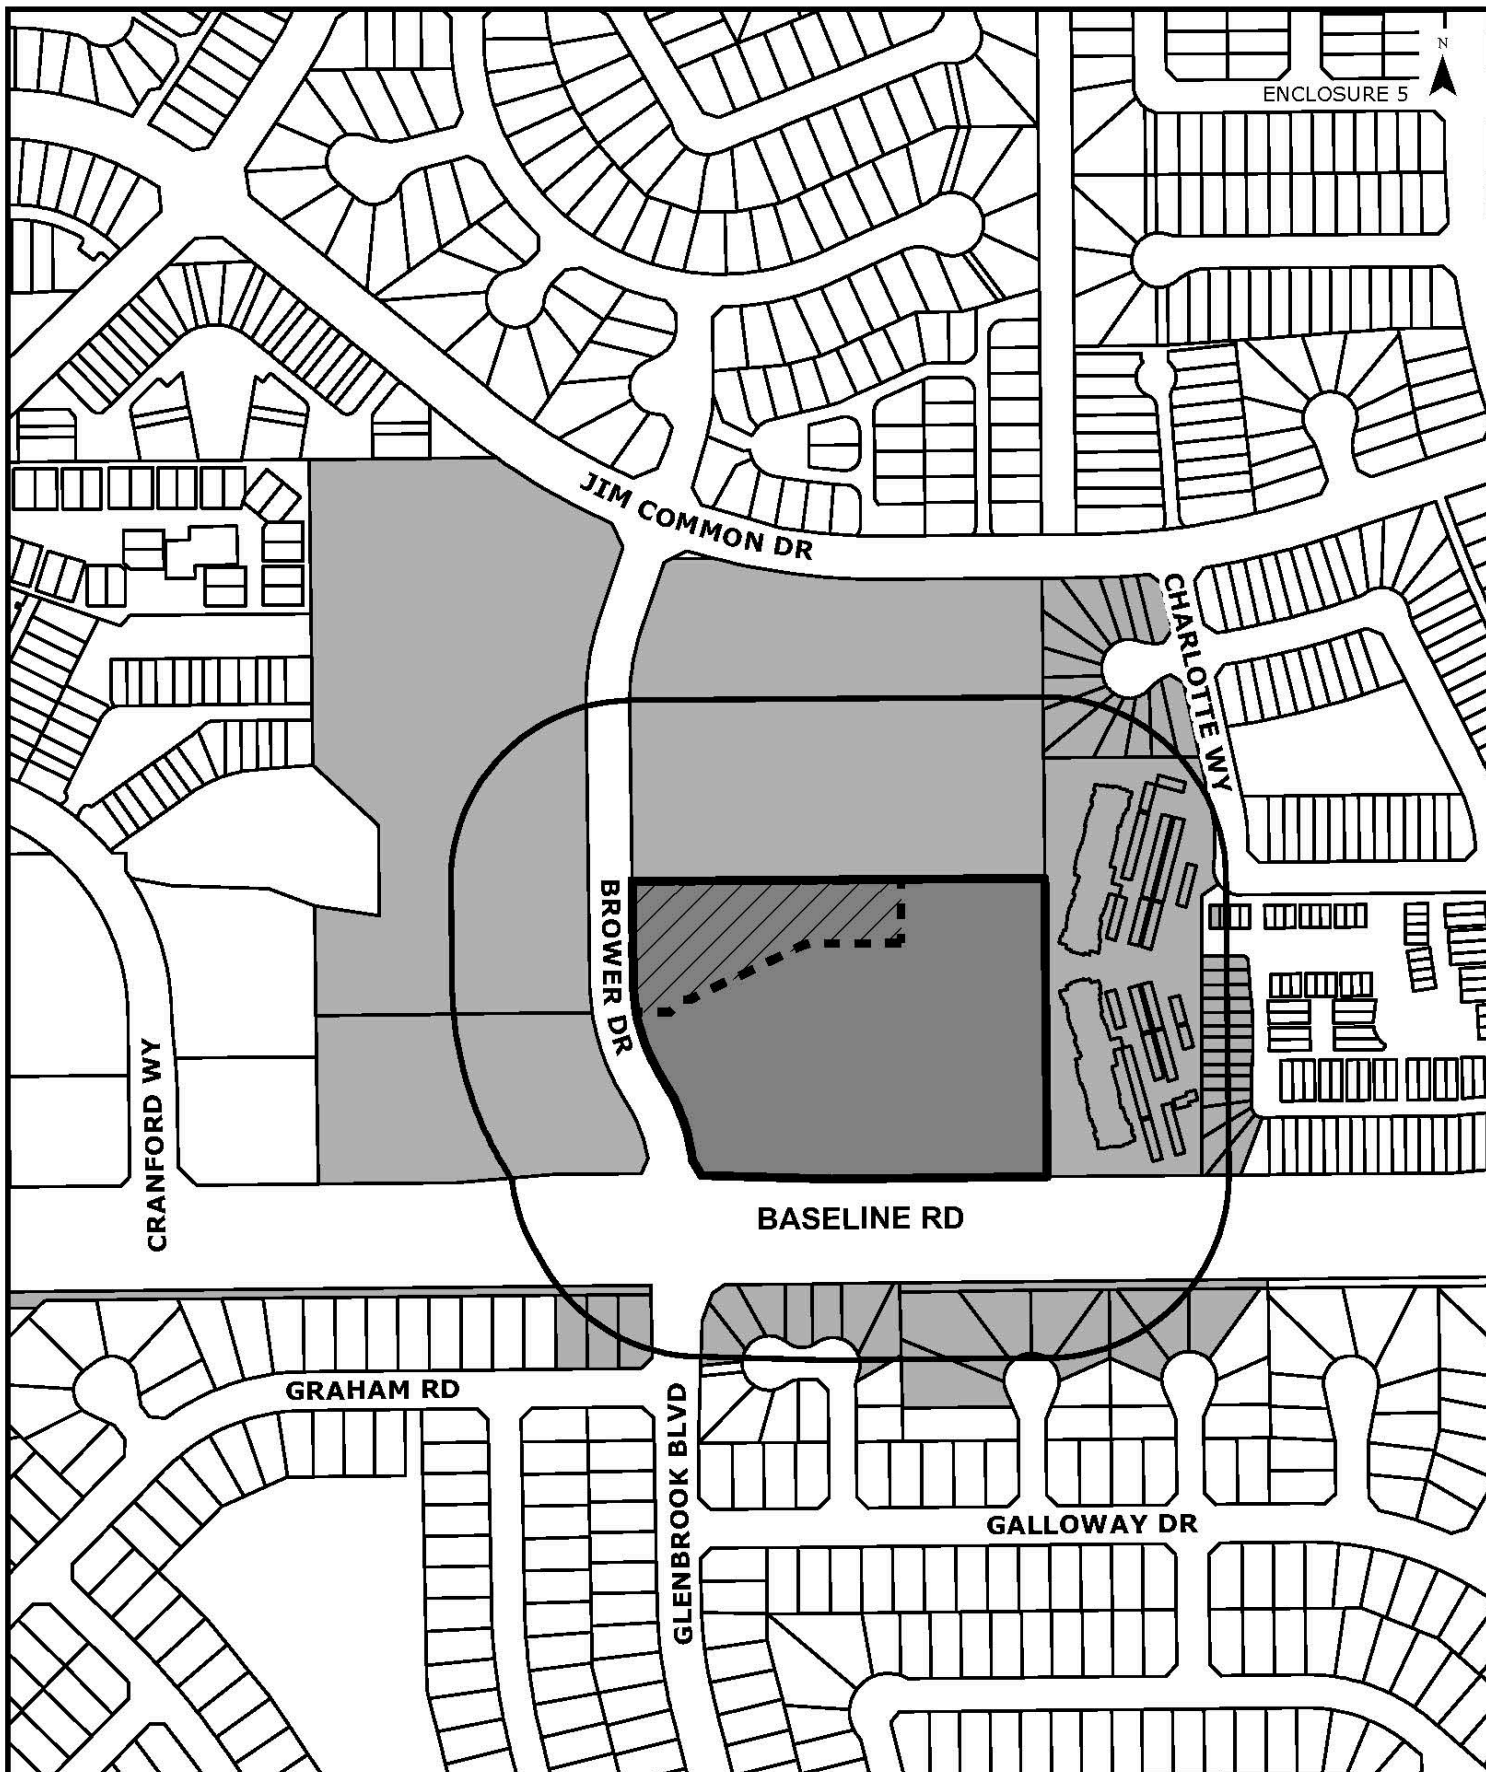 N
ENCLOSURE 5
JIM COMMON DR
CHARLOTTE WY
BROWER DR
CRANFORD WY
BASELINE RD
GRAHAM RD
GLENBROOK BLVD
GALLOWAY DR